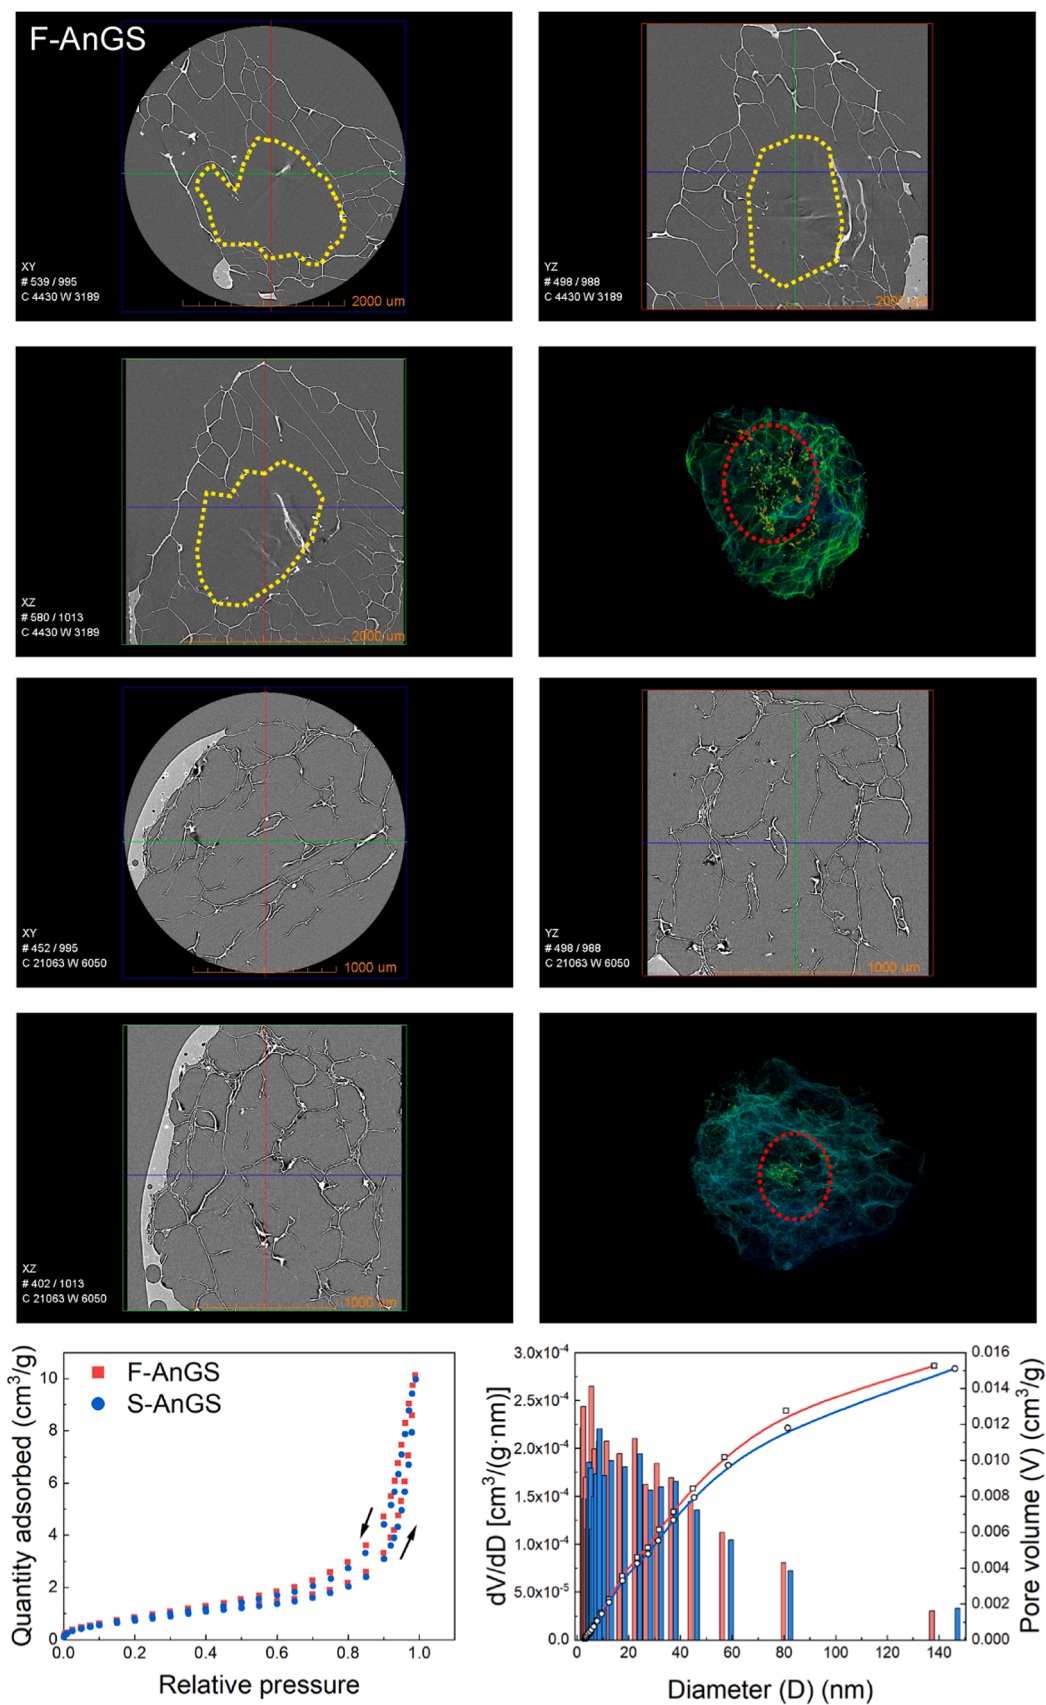 F-AnGS
XY
# 539 / 995
C 4430 W 3189
2000 um
YZ
# 498 / 988
C 4430 W 3189
2000 um
XZ
# 580 / 1013
C 4430 W 3189
2000 um
XY
# 452 / 995
C 21063 W 6050
1000 um
YZ
# 498 / 988
C 21063 W 6050
1000 um
XZ
# 402 / 1013
C 21063 W 6050
1000 um
Quantity adsorbed (cm³/g)
10
8
6
4
2
0
F-AnGS
S-AnGS
0.0 0.2 0.4 0.6 0.8 1.0
Relative pressure
dV/dD [cm³/(g·nm)]
3.0x10⁻⁴
2.5x10⁻⁴
2.0x10⁻⁴
1.5x10⁻⁴
1.0x10⁻⁴
5.0x10⁻⁵
0.0
0 20 40 60 80 100 120 140
Diameter (D) (nm)
0.016
0.014
0.012
0.010
0.008
0.006
0.004
0.002
0.000
Pore volume (V) (cm³/g)